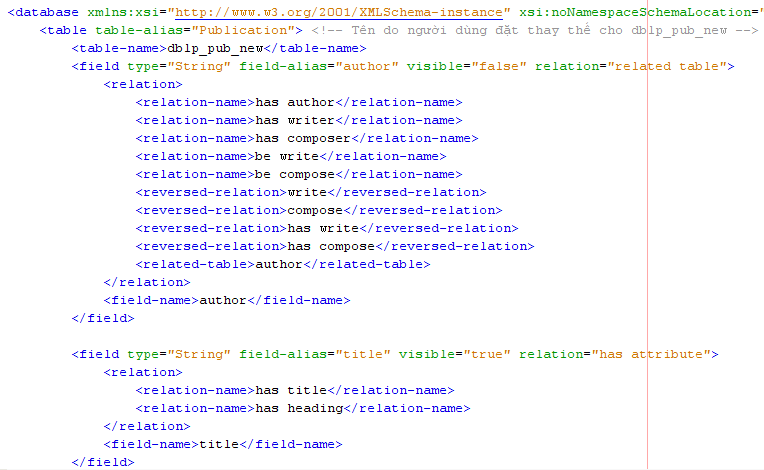 <database xmlns:xsi="http://www.w3.org/2001/XMLSchema-instance" xsi:noNamespaceSchemaLocation='
<table table-alias="Publication"> <!-- Tên do người dùng đặt thay thế cho dblp_pub_new -->
<table-name>dblp_pub_new</table-name>
<field type="String" field-alias="author" visible="false" relation="related table">
<relation>
<relation-name>has author</relation-name>
<relation-name>has writer</relation-name>
<relation-name>has composer</relation-name>
<relation-name>be write</relation-name>
<relation-name>be compose</relation-name>
<reversed-relation>write</reversed-relation>
<reversed-relation>compose</reversed-relation>
<reversed-relation>has write</reversed-relation>
<reversed-relation>has compose</reversed-relation>
<related-table>author</related-table>
</relation>
<field-name>author</field-name>
</field>
<field type="String" field-alias="title" visible="true" relation="has attribute">
<relation>
<relation-name>has title</relation-name>
<relation-name>has heading</relation-name>
</relation>
<field-name>title</field-name>
</field>